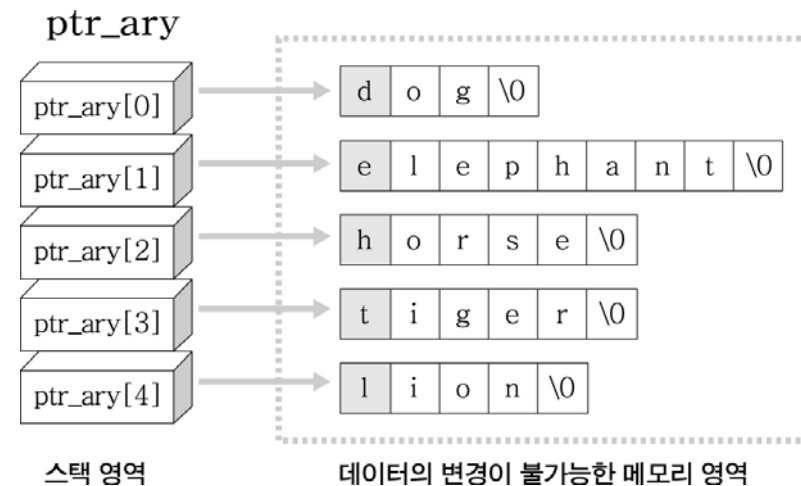 ptr_ary
ptr_ary[0] d o g \0
ptr_ary[1] e l e p h a n t \0
ptr_ary[2] h o r s e \0
ptr_ary[3] t i g e r \0
ptr_ary[4] l i o n \0
스택 영역 데이터의 변경이 불가능한 메모리 영역